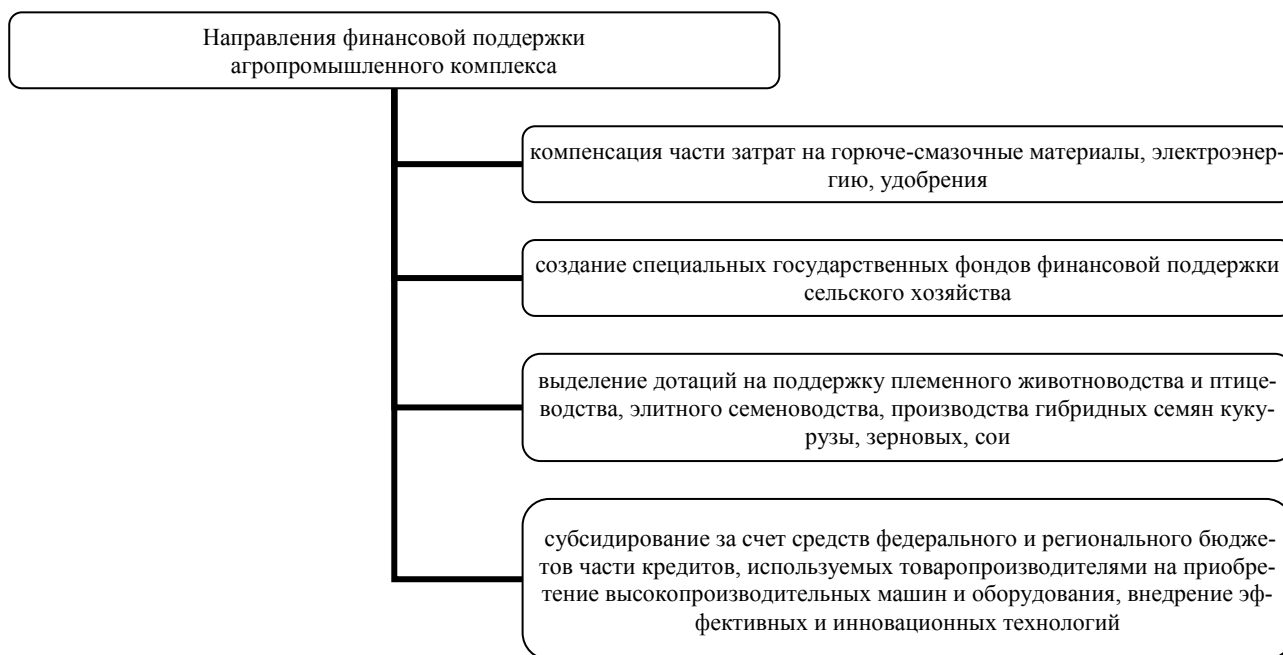 Направления финансовой поддержки
агропромышленного комплекса
компенсация части затрат на горюче-смазочные материалы, электроэнер-
гию, удобрения
создание специальных государственных фондов финансовой поддержки
сельского хозяйства
выделение дотаций на поддержку племенного животноводства и птице-
водства, элитного семеноводства, производства гибридных семян куку-
рузы, зерновых, сои
субсидирование за счет средств федерального и регионального бюдже-
тов части кредитов, используемых товаропроизводителями на приобре-
тение высокопроизводительных машин и оборудования, внедрение эф-
фективных и инновационных технологий